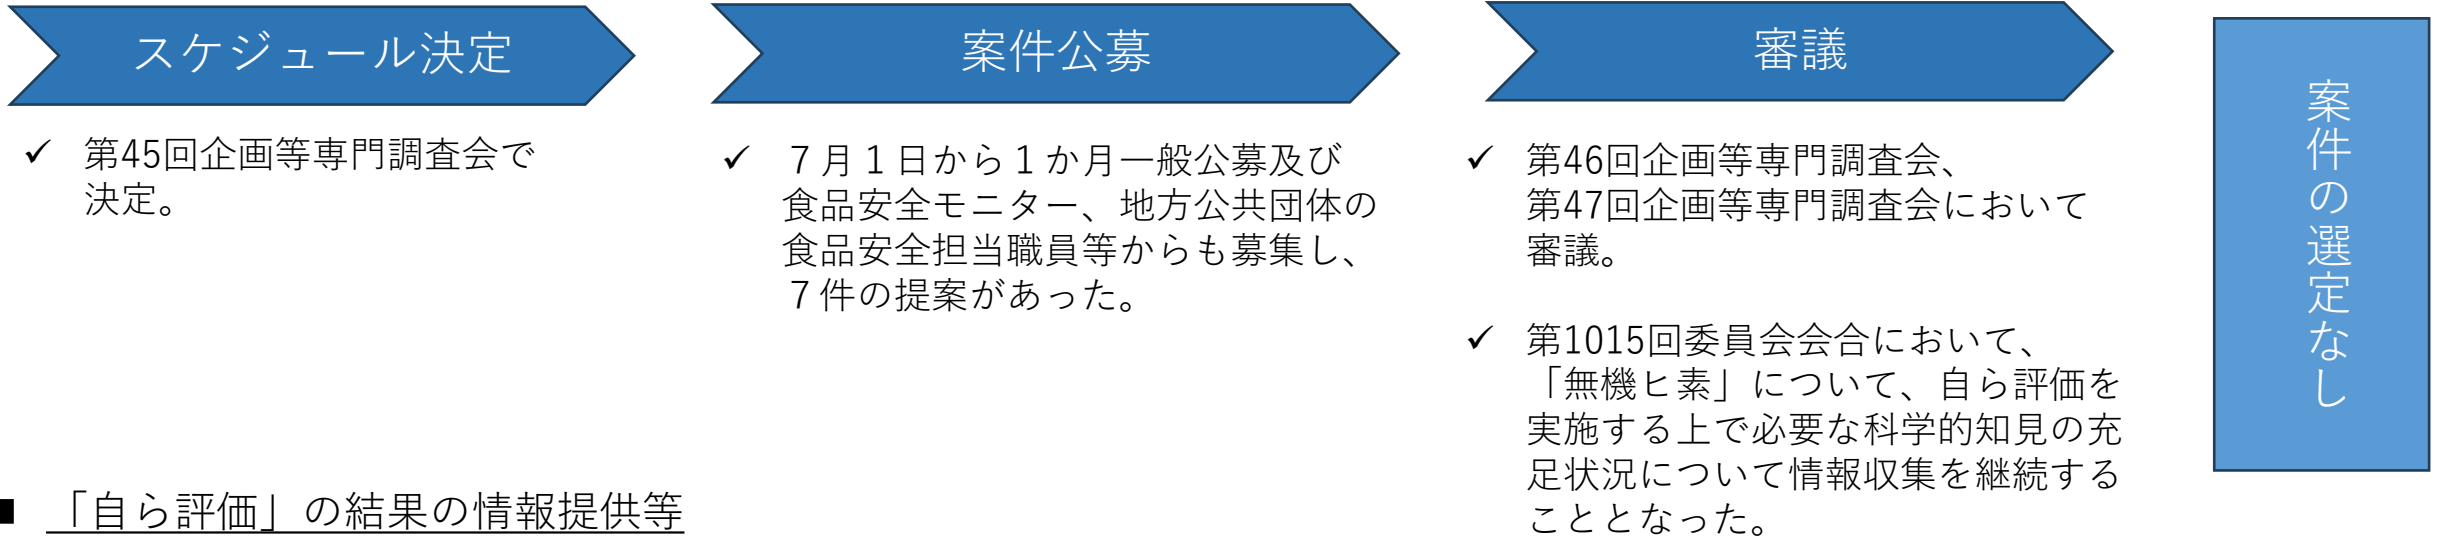 スケジュール決定
✓ 第45回企画等専門調査会で
決定。
案件公募
✓ ７月１日から１か月一般公募及び
食品安全モニター、地方公共団体の
食品安全担当職員等からも募集し、
７件の提案があった。
審議
✓ 第46回企画等専門調査会、
第47回企画等専門調査会において
審議。
✓ 第1015回委員会会合において、
「無機ヒ素」について、自ら評価を
実施する上で必要な科学的知見の充
足状況について情報収集を継続する
こととなった。
案件の選定なし
■ 「自ら評価」の結果の情報提供等